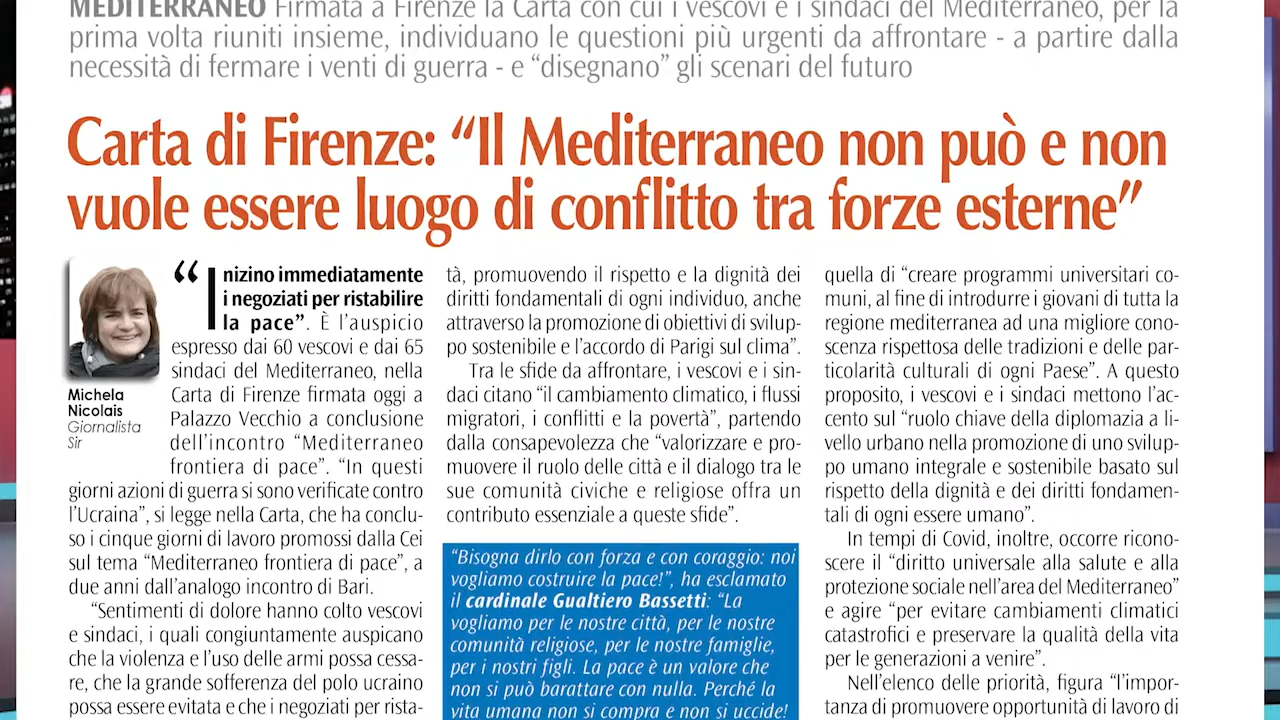 MEDITERRANEO Firmata a Firenze la Carta con cui i vescovi e i sindaci del Mediterraneo, per la
prima volta riuniti insieme, individuano le questioni più urgenti da affrontare - a partire dalla
necessità di fermare i venti di guerra - e “disegnano” gli scenari del futuro
Carta di Firenze: “Il Mediterraneo non può e non
vuole essere luogo di conflitto tra forze esterne”
Michela
Nicolais
Giornalista
Sir
“Inizino immediatamente
i negoziati per ristabilire
la pace”. È l’auspicio
espresso dai 60 vescovi e dai 65
sindaci del Mediterraneo, nella
Carta di Firenze firmata oggi a
Palazzo Vecchio a conclusione
dell’incontro “Mediterraneo
frontiera di pace”. “In questi
giorni azioni di guerra si sono verificate contro
l’Ucraina”, si legge nella Carta, che ha conclu-
so i cinque giorni di lavoro promossi dalla Cei
sul tema “Mediterraneo frontiera di pace”, a
due anni dall’analogo incontro di Bari.
“Sentimenti di dolore hanno colto vescovi
e sindaci, i quali congiuntamente auspicano
che la violenza e l’uso delle armi possa cessa-
re, che la grande sofferenza del polo ucraino
possa essere evitata e che i negoziati per rista-
tà, promuovendo il rispetto e la dignità dei
diritti fondamentali di ogni individuo, anche
attraverso la promozione di obiettivi di svilup-
po sostenibile e l’accordo di Parigi sul clima”.
Tra le sfide da affrontare, i vescovi e i sin-
daci citano “il cambiamento climatico, i flussi
migratori, i conflitti e la povertà”, partendo
dalla consapevolezza che “valorizzare e pro-
muovere il ruolo delle città e il dialogo tra le
sue comunità civiche e religiose offra un
contributo essenziale a queste sfide”.
“Bisogna dirlo con forza e con coraggio: noi
vogliamo costruire la pace!”, ha esclamato
il cardinale Gualtiero Bassetti: “La
vogliamo per le nostre città, per le nostre
comunità religiose, per le nostre famiglie,
per i nostri figli. La pace è un valore che
non si può barattare con nulla. Perché la
vita umana non si compra e non si uccide!
quella di “creare programmi universitari co-
muni, al fine di introdurre i giovani di tutta la
regione mediterranea ad una migliore cono-
scenza rispettosa delle tradizioni e delle par-
ticolarità culturali di ogni Paese”. A questo
proposito, i vescovi e i sindaci mettono l’ac-
cento sul “ruolo chiave della diplomazia a li-
vello urbano nella promozione di uno svilup-
po umano integrale e sostenibile basato sul
rispetto della dignità e dei diritti fondamen-
tali di ogni essere umano”.
In tempi di Covid, inoltre, occorre ricono-
scere il “diritto universale alla salute e alla
protezione sociale nell’area del Mediterraneo”
e agire “per evitare cambiamenti climatici
catastrofici e preservare la qualità della vita
per le generazioni a venire”.
Nell’elenco delle priorità, figura “l’impor-
tanza di promuovere opportunità di lavoro di